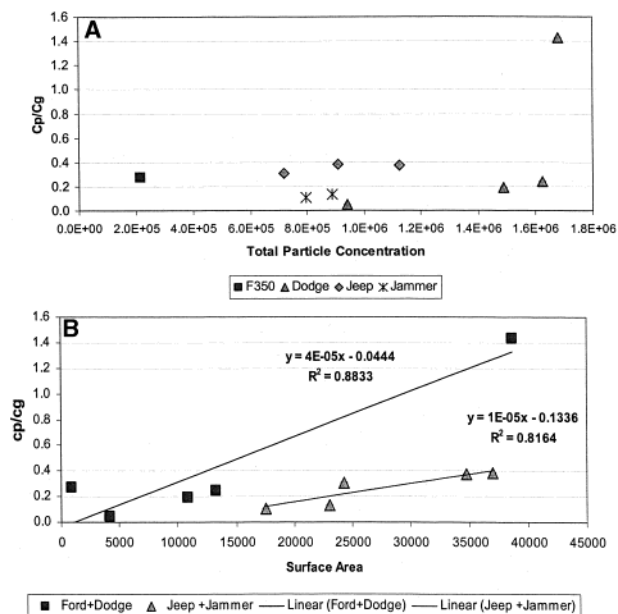 A
1.6
1.4
1.2
1.0
0.8
0.6
0.4
0.2
0.0
Cp/Cg
0.0E+00 2.0E+05 4.0E+05 6.0E+05 8.0E+05 1.0E+06 1.2E+06 1.4E+06 1.6E+06 1.8E+06
Total Particle Concentration
F350 Dodge Jeep Jammer
B
1.6
1.4
1.2
1.0
0.8
0.6
0.4
0.2
0.0
cp/cg
y = 4E-05x - 0.0444
R² = 0.8833
y = 1E-05x - 0.1336
R² = 0.8164
0 5000 10000 15000 20000 25000 30000 35000 40000 45000
Surface Area
Ford+Dodge Jeep +Jammer Linear (Ford+Dodge) Linear (Jeep +Jammer)